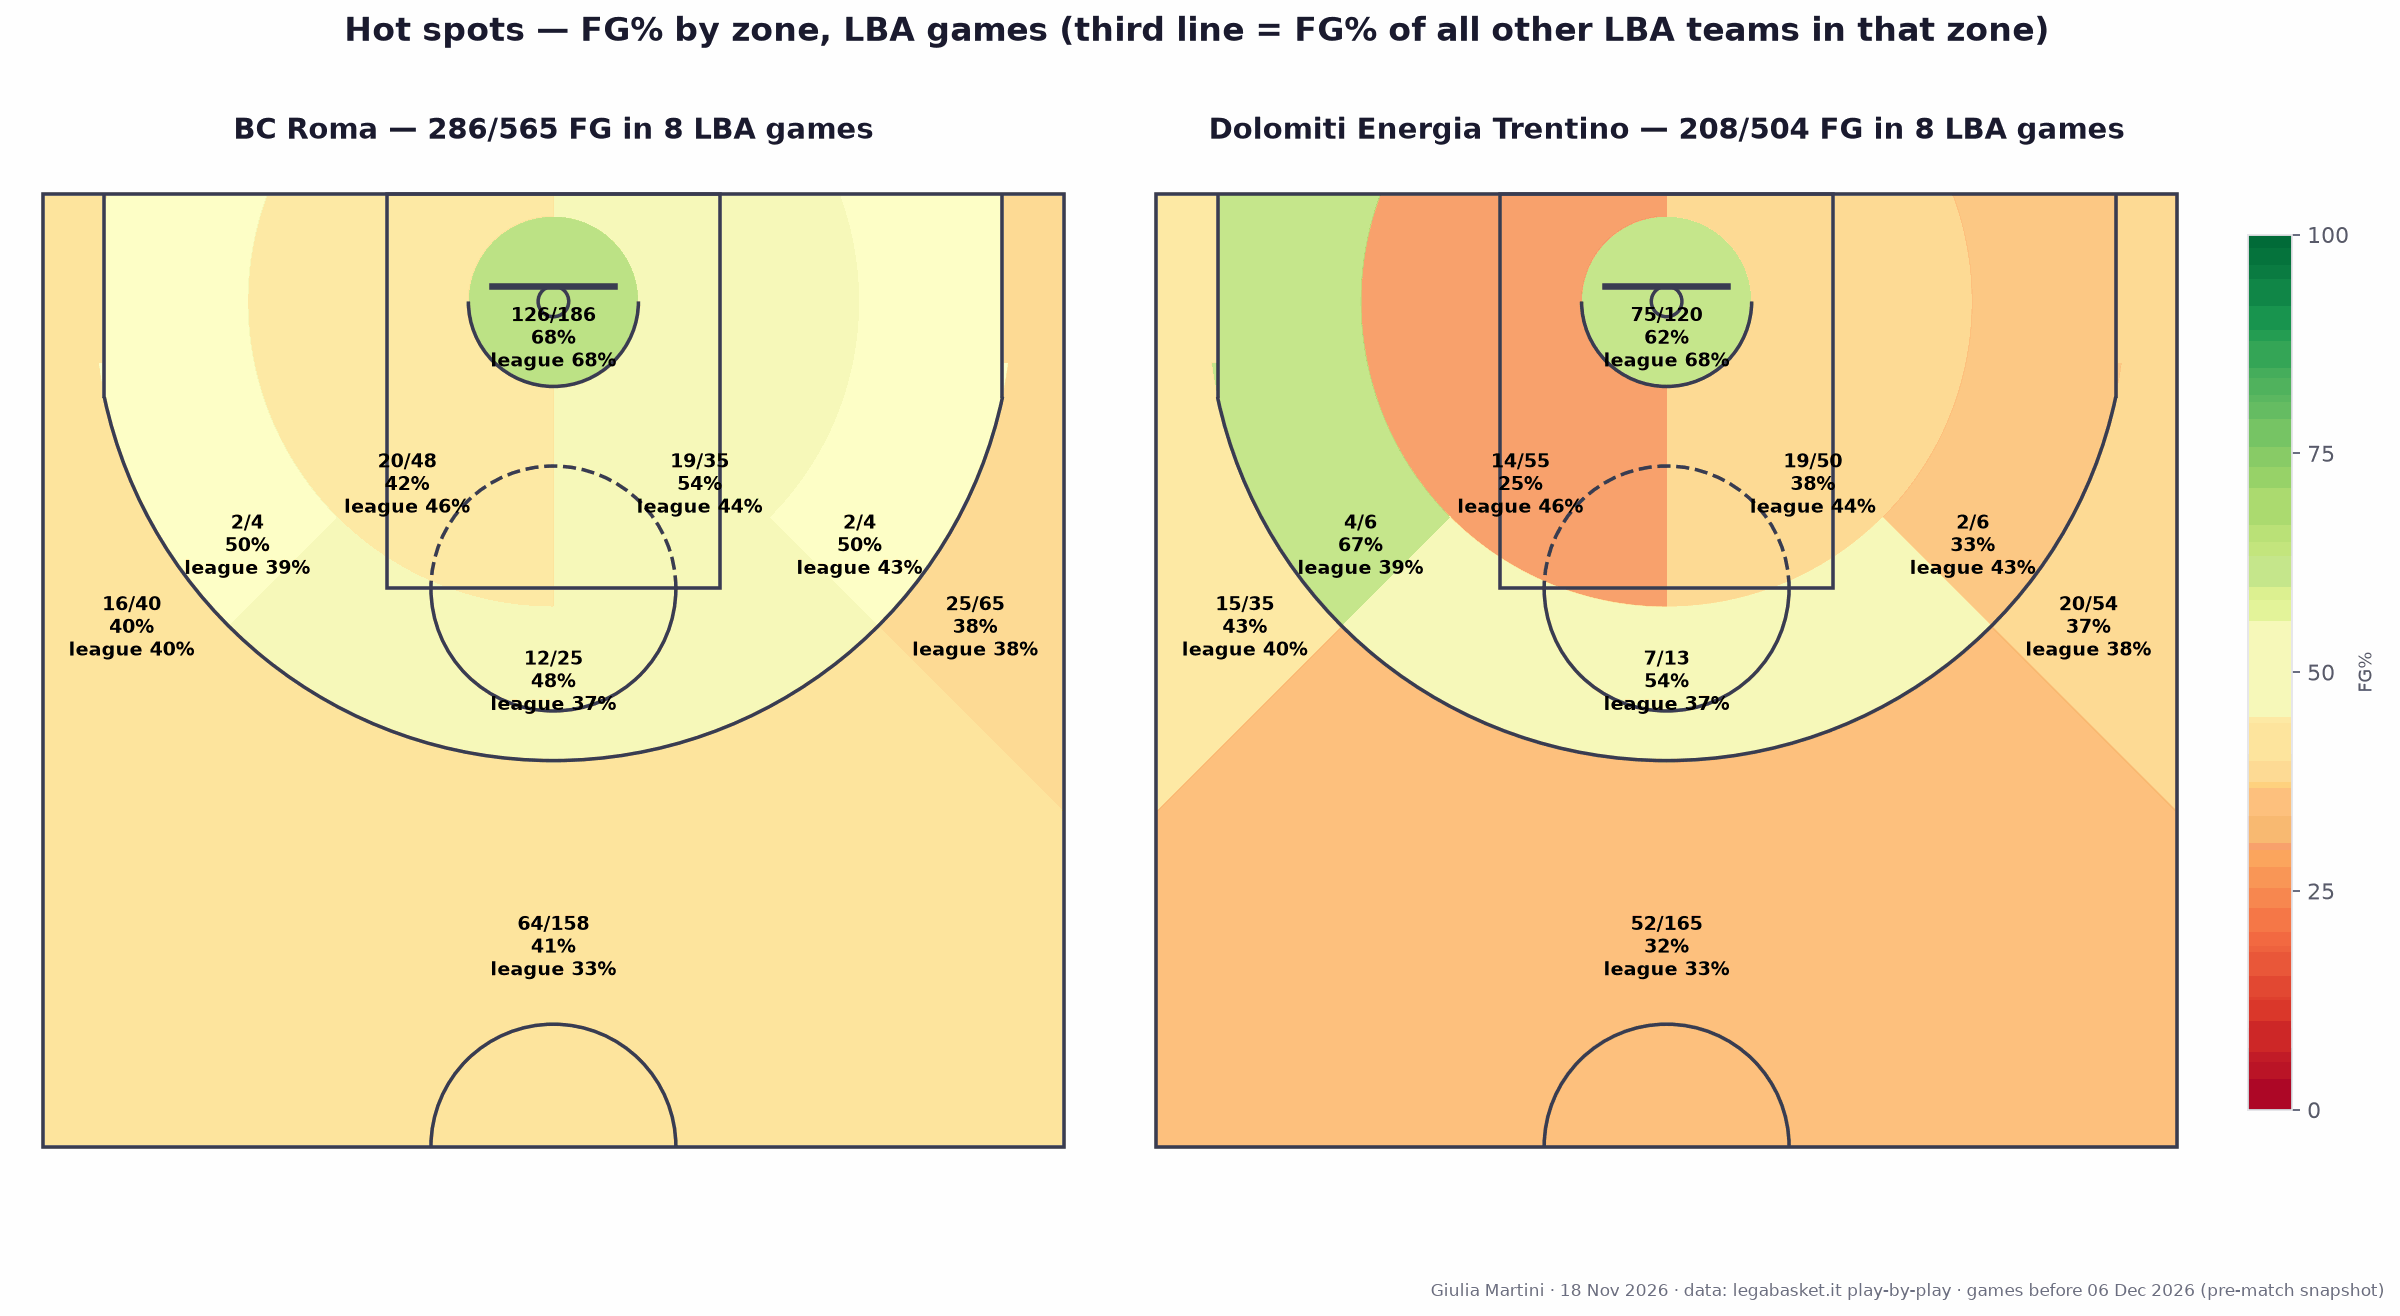 Hot spots — FG% by zone, LBA games (third line = FG% of all other LBA teams in that zone)
BC Roma — 286/565 FG in 8 LBA games
126/186
68%
league 68%
20/48
42%
league 46%
19/35
54%
league 44%
2/4
50%
league 39%
2/4
50%
league 43%
16/40
40%
league 40%
25/65
38%
league 38%
12/25
48%
league 37%
64/158
41%
league 33%
Dolomiti Energia Trentino — 208/504 FG in 8 LBA games
75/120
62%
league 68%
14/55
25%
league 46%
19/50
38%
league 44%
4/6
67%
league 39%
2/6
33%
league 43%
15/35
43%
league 40%
20/54
37%
league 38%
7/13
54%
league 37%
52/165
32%
league 33%
100
75
50
25
0
FG%
Giulia Martini · 18 Nov 2026 · data: legabasket.it play-by-play · games before 06 Dec 2026 (pre-match snapshot)